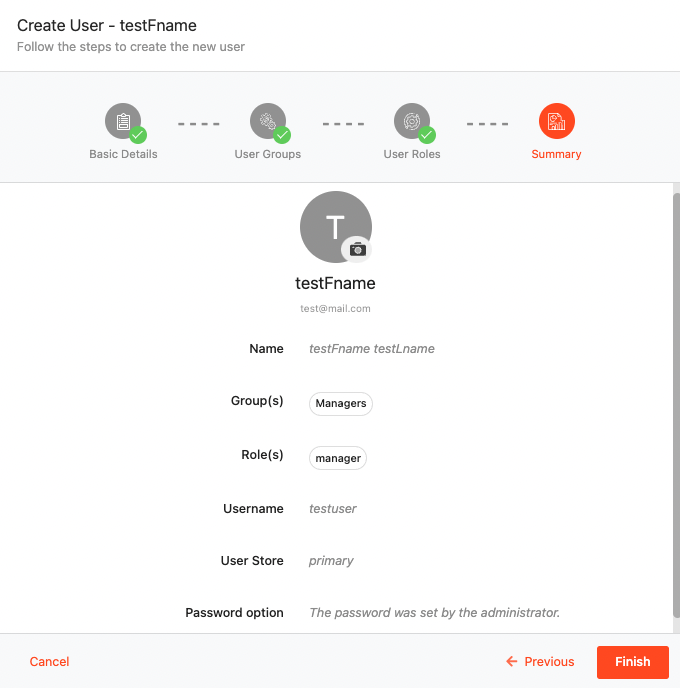 Create User - testFname
Follow the steps to create the new user
Basic Details
User Groups
User Roles
Summary
T
testFname
test@mail.com
Name testFname testLname
Group(s) Managers
Role(s) manager
Username testuser
User Store primary
Password option The password was set by the administrator.
Cancel
Previous
Finish